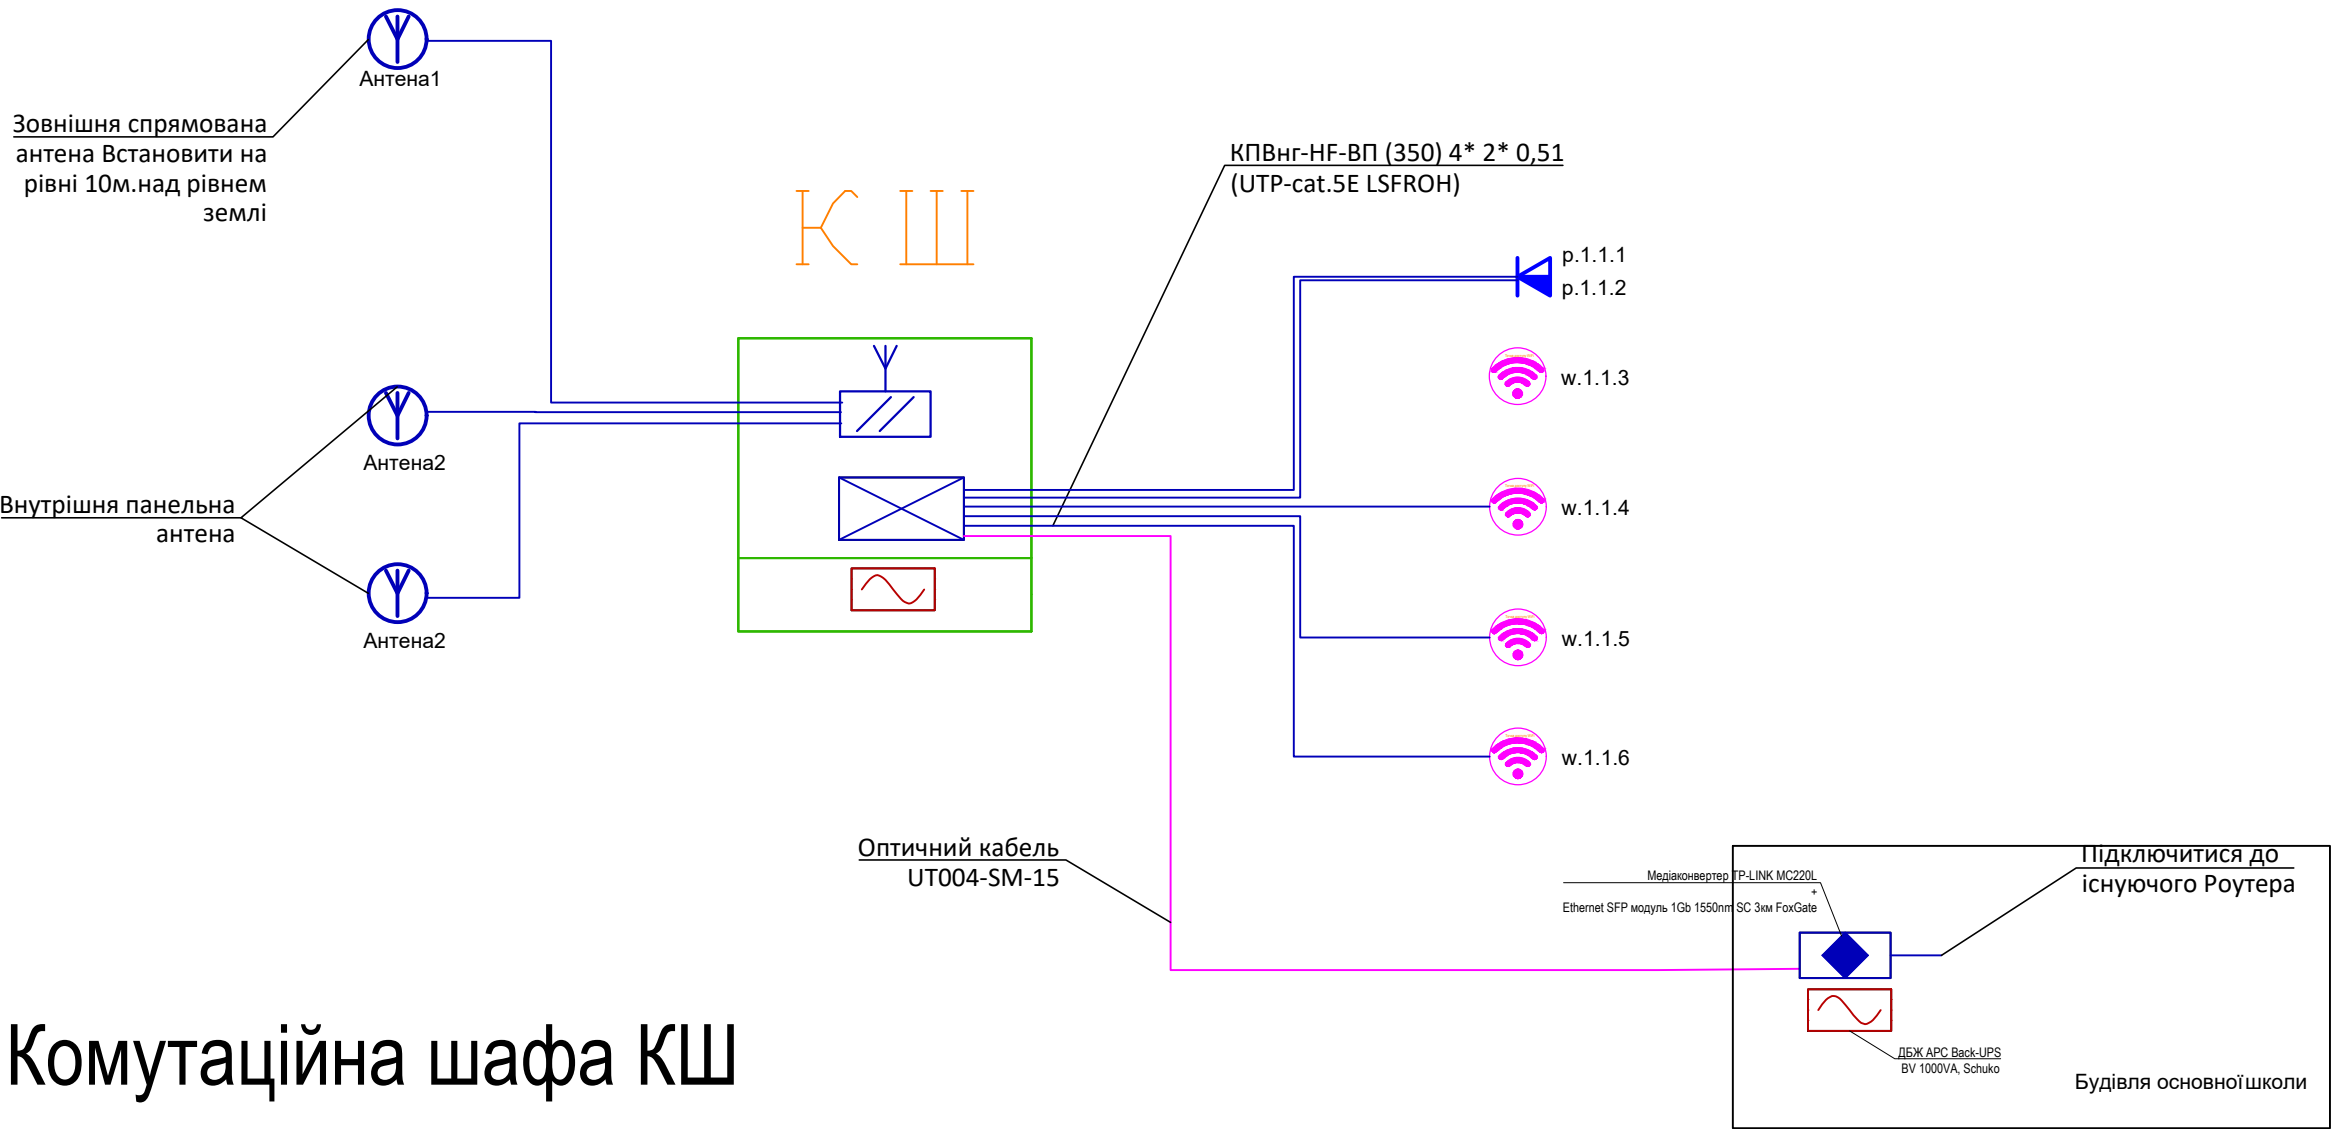 Антена1
Зовнішня спрямована
антена Встановити на
рівні 10м.над рівнем
землі
КПВнг-HF-ВП (350) 4* 2* 0,51
(UTP-cat.5E LSFROH)
К Ш
p.1.1.1
p.1.1.2
w.1.1.3
Антена2
w.1.1.4
Внутрішня панельна
антена
Антена2
w.1.1.5
w.1.1.6
Оптичний кабель
UT004-SM-15
Медіаконвертер TP-LINK MC220L
+
Ethernet SFP модуль 1Gb 1550nm SC 3км FoxGate
Підключитися до
існуючого Роутера
ДБЖ APC Back-UPS
BV 1000VA, Schuko
Будівля основноїшколи
Комутаційна шафа КШ